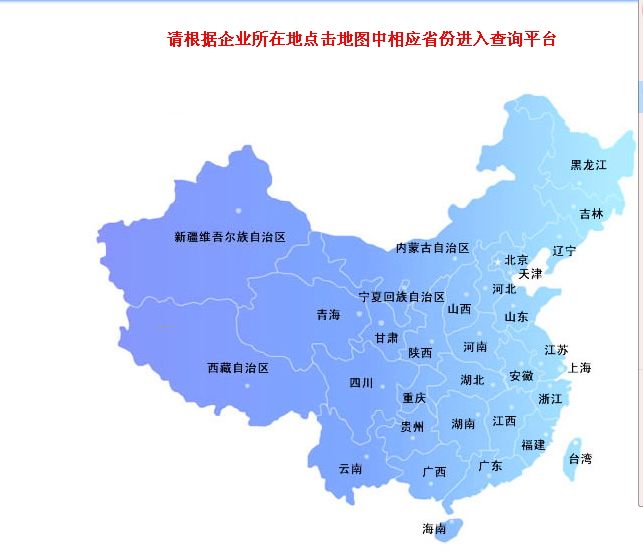 请根据企业所在地点击地图中相应省份进入查询平台
黑龙江
吉林
新疆维吾尔族自治区
内蒙古自治区
辽宁
北京
天津
河北
宁夏回族自治区
山西
青海
山东
甘肃
陕西
河南
江苏
西藏自治区
上海
四川
湖北
安徽
重庆
浙江
贵州
湖南
江西
福建
台湾
云南
广西
广东
海南